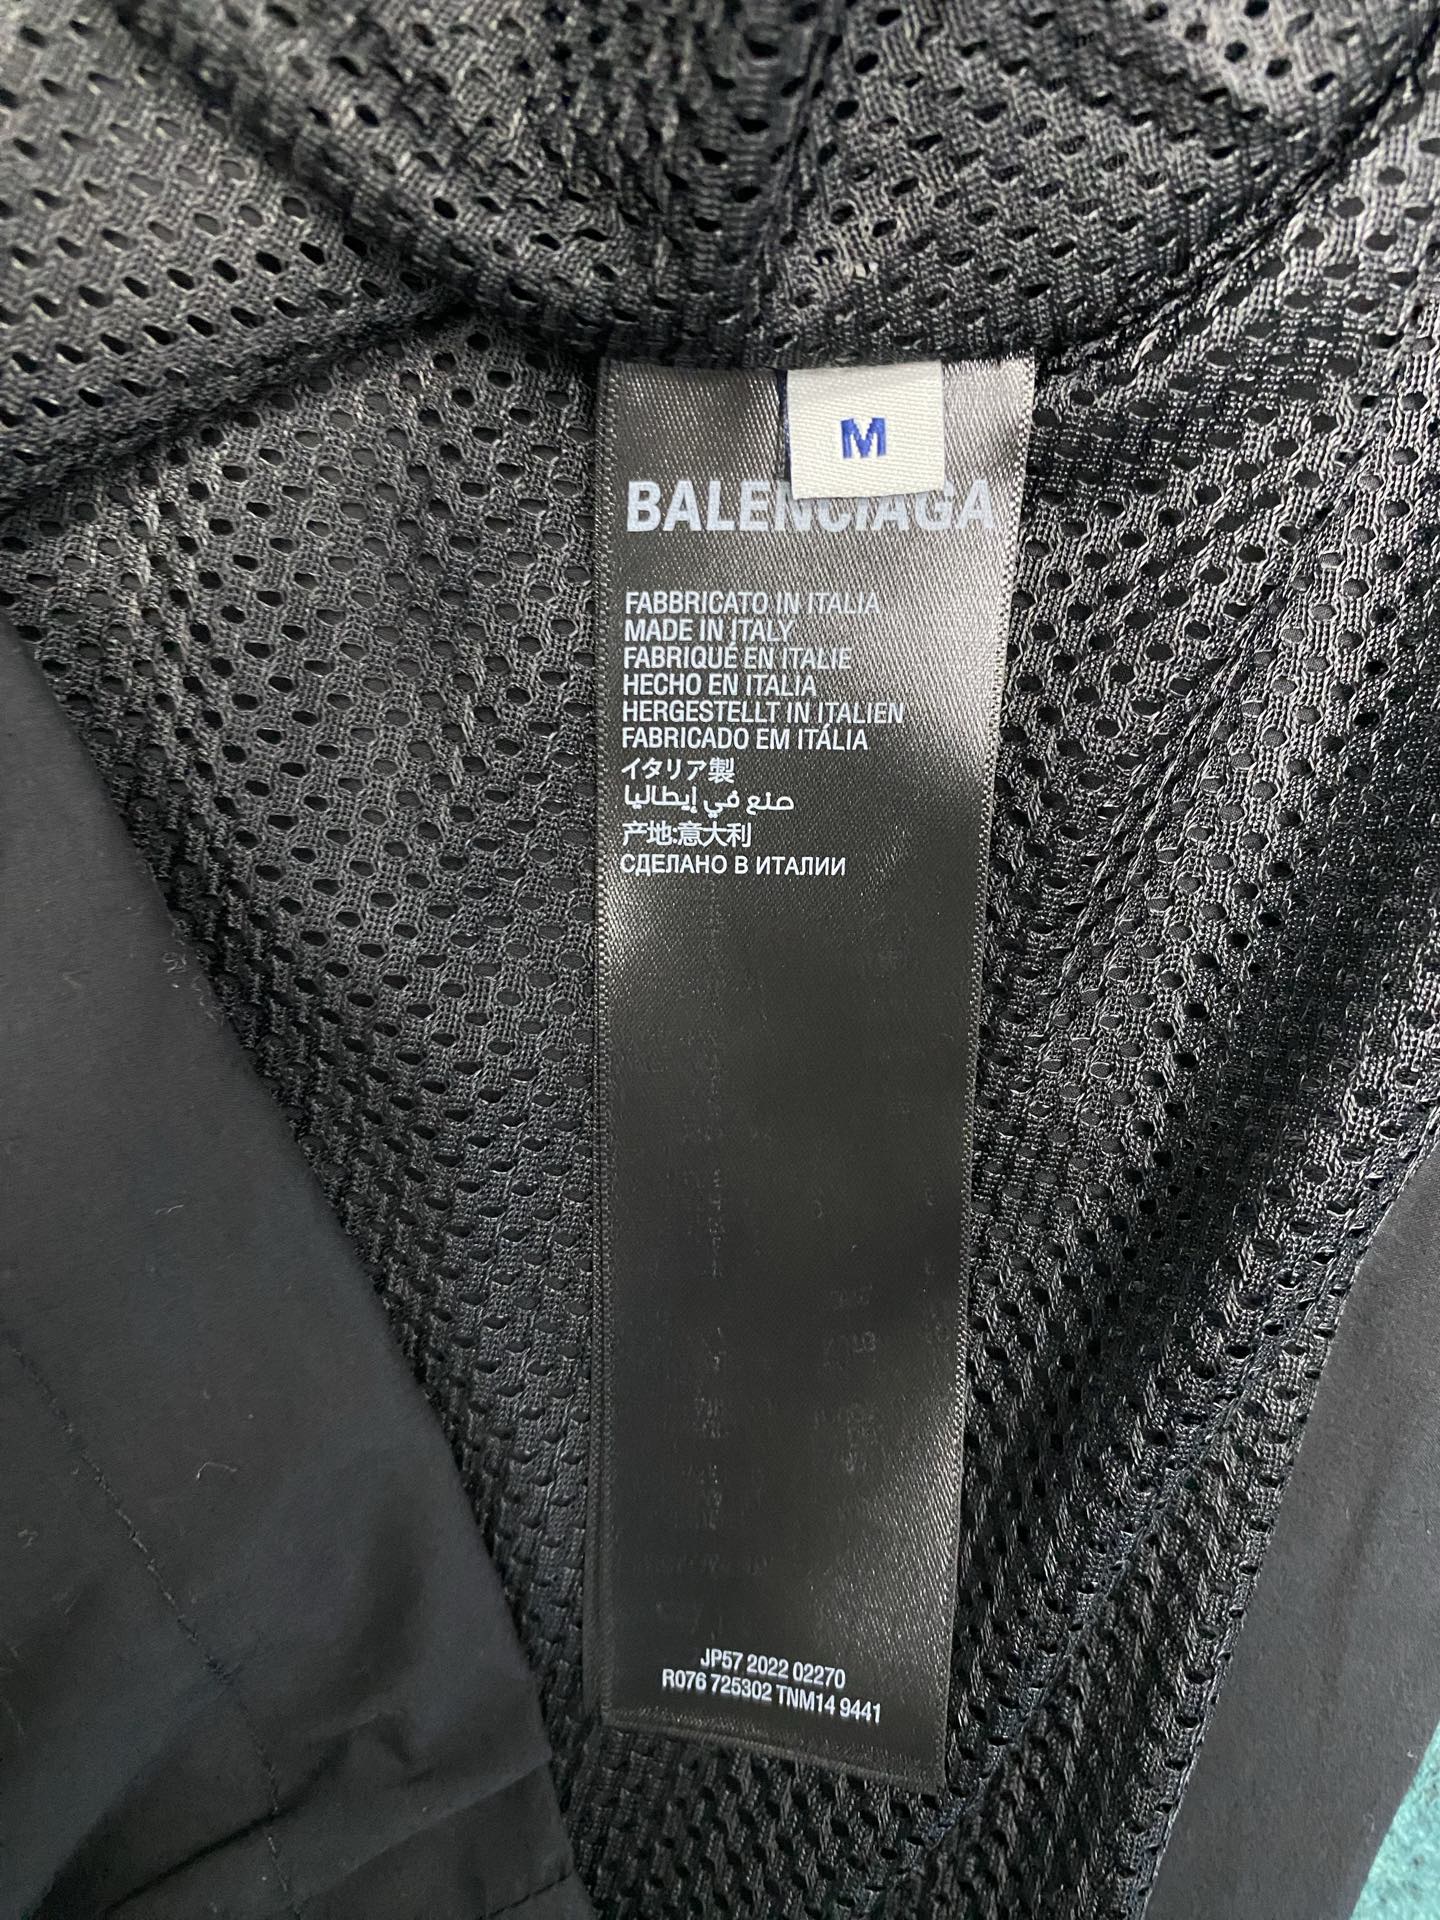 M
BALENCIAGA
FABBRICATO IN ITALIA
MADE IN ITALY
FABRIQUÉ EN ITALIE
HECHO EN ITALIA
HERGESTELLT IN ITALIEN
FABRICADO EM ITÁLIA
イタリア製
صنع في إيطاليا
产地:意大利
СДЕЛАНО В ИТАЛИИ
JP57 2022 02270
R076 725302 TNM14 9441